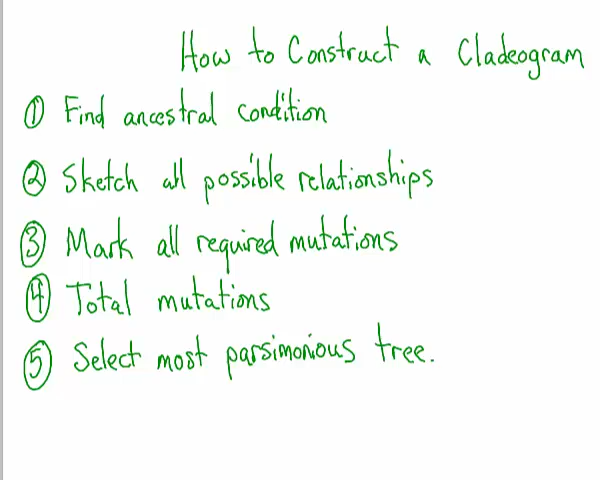 How to Construct a Cladeogram
① Find ancestral condition
② Sketch all possible relationships
③ Mark all required mutations
④ Total mutations
⑤ Select most parsimonious tree.